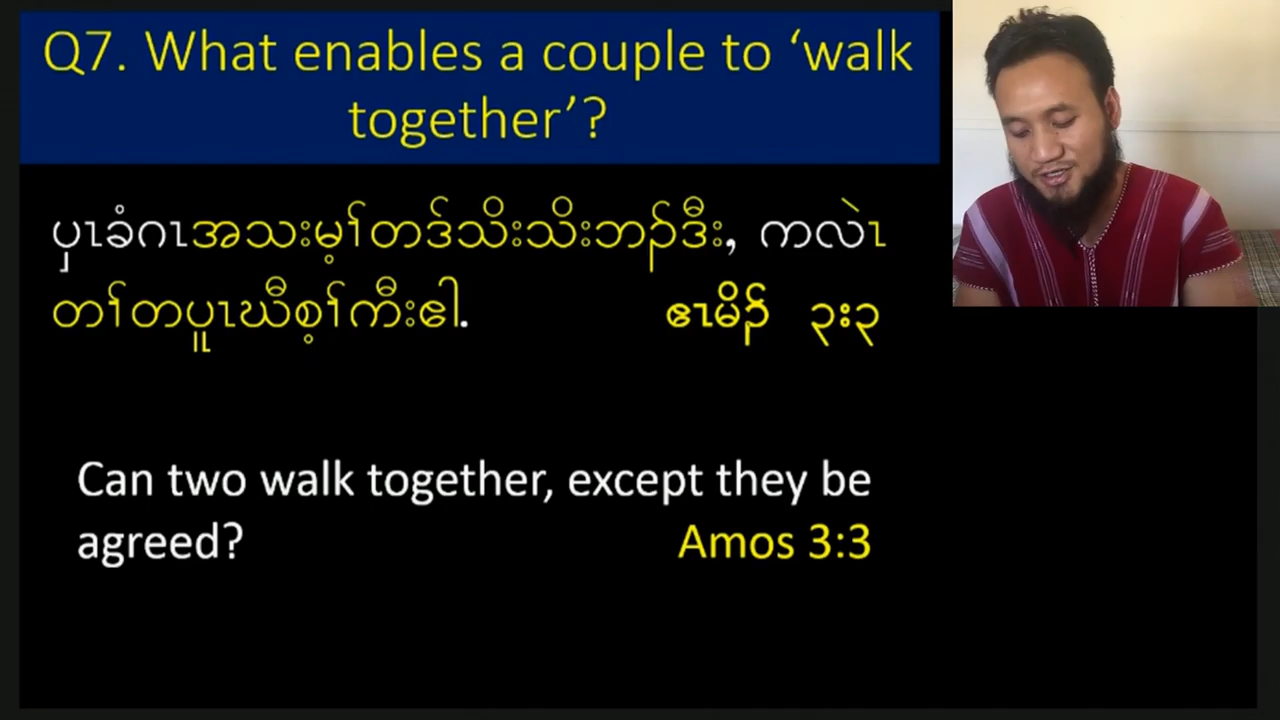 Q7. What enables a couple to ‘walk
together’?
ပှၤခံဂၤအသးမ့ၢ်တဒ်သိးသိးဘၣ်ဒီး, ကလဲၤ
တၢ်တပူၤဃီစ့ၢ်ကီးဧါ.
ဧၤမိၣ် ၃း၃
Can two walk together, except they be
agreed?
Amos 3:3